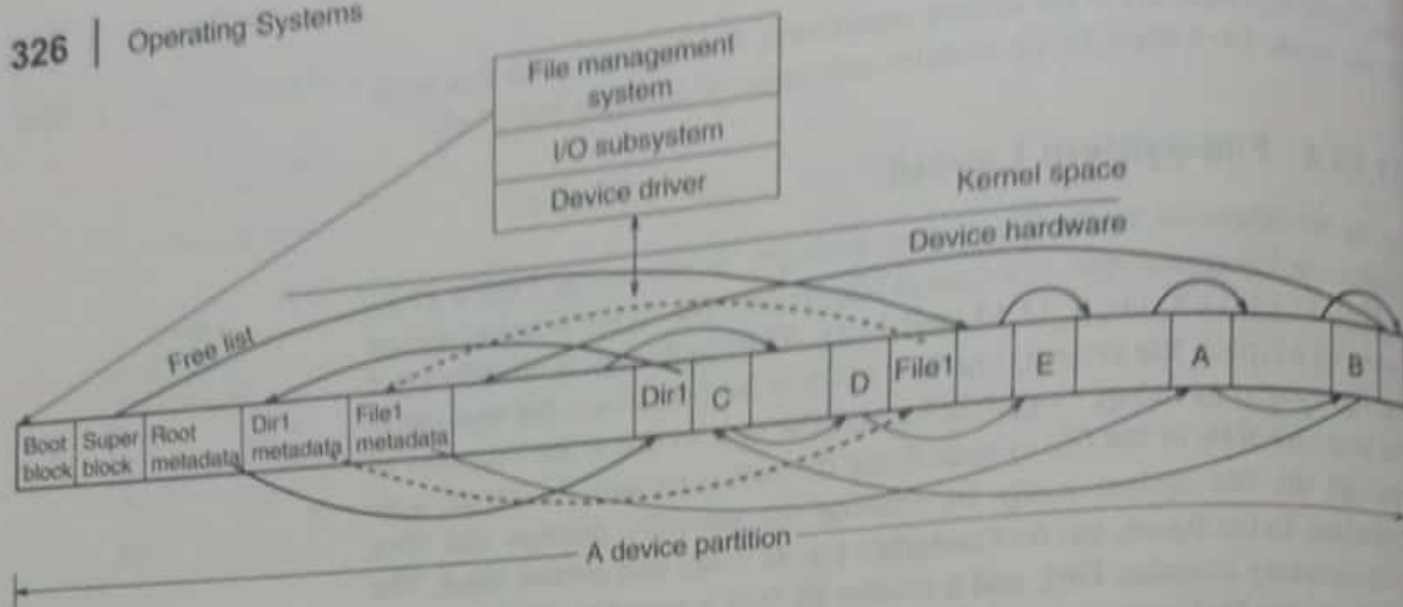 326 | Operating Systems
File management
system
I/O subsystem
Device driver
Kernel space
Device hardware
Free list
Boot
block
Super
block
Root
metadata
Dir1
metadata
File1
metadata
Dir1
C
D
File1
E
A
B
A device partition